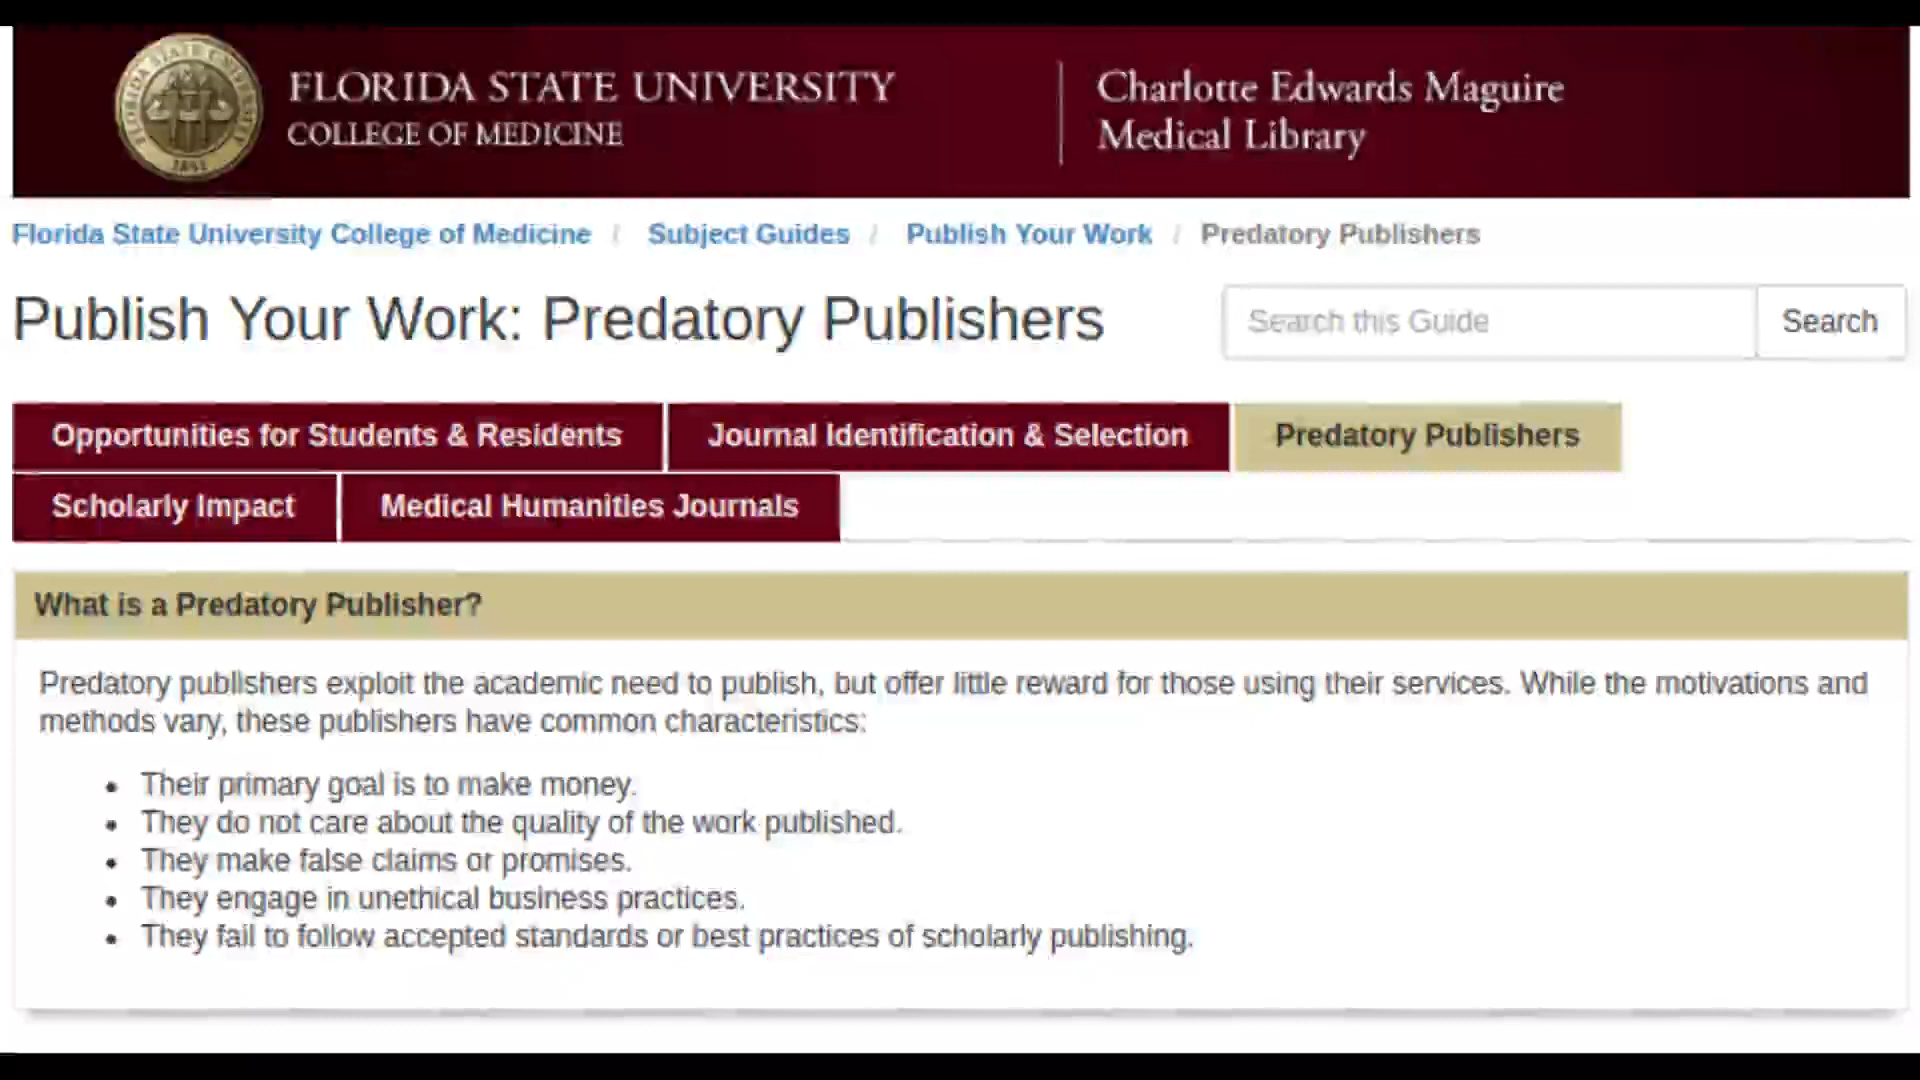 FLORIDA STATE UNIVERSITY
COLLEGE OF MEDICINE
Charlotte Edwards Maguire
Medical Library
FLORIDA STATE UNIVERSITY
1851
Florida State University College of Medicine / Subject Guides / Publish Your Work / Predatory Publishers
Publish Your Work: Predatory Publishers
Search this Guide
Search
Opportunities for Students & Residents
Journal Identification & Selection
Predatory Publishers
Scholarly Impact
Medical Humanities Journals
What is a Predatory Publisher?
Predatory publishers exploit the academic need to publish, but offer little reward for those using their services. While the motivations and
methods vary, these publishers have common characteristics:
• Their primary goal is to make money.
• They do not care about the quality of the work published.
• They make false claims or promises.
• They engage in unethical business practices.
• They fail to follow accepted standards or best practices of scholarly publishing.